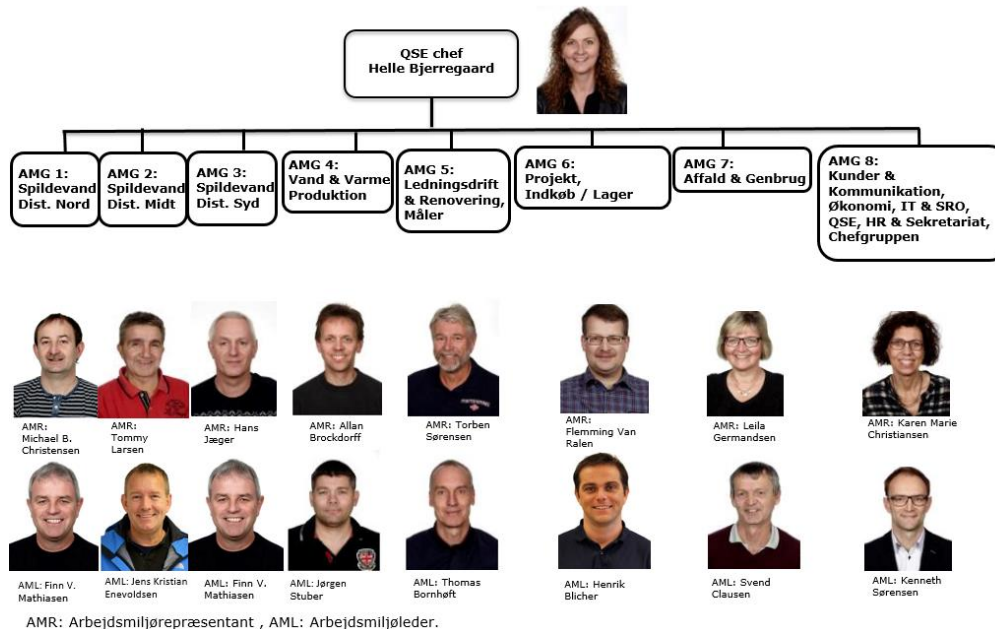 QSE chef
Helle Bjerregaard
AMG 1:
Spildevand
Dist. Nord
AMG 2:
Spildevand
Dist. Midt
AMG 3:
Spildevand
Dist. Syd
AMG 4:
Vand & Varme
Produktion
AMG 5:
Ledningsdrift
& Renovering,
Måler
AMG 6:
Projekt,
Indkøb / Lager
AMG 7:
Affald & Genbrug
AMG 8:
Kunder &
Kommunikation,
Økonomi, IT & SRO,
QSE, HR & Sekretariat,
Chefgruppen
AMR:
Michael B.
Christensen
AMR:
Tommy
Larsen
AMR: Hans
Jæger
AMR: Allan
Brockdorff
AMR: Torben
Sørensen
AMR:
Flemming Van
Ralen
AMR: Leila
Germandsen
AMR: Karen Marie
Christiansen
AML: Finn V.
Mathiasen
AML: Jens Kristian
Enevoldsen
AML: Finn V.
Mathiasen
AML: Jørgen
Stuber
AML: Thomas
Bornhøft
AML: Henrik
Blicher
AML: Svend
Clausen
AML: Kenneth
Sørensen
AMR: Arbejdsmiljørepræsentant , AML: Arbejdsmiljøleder.